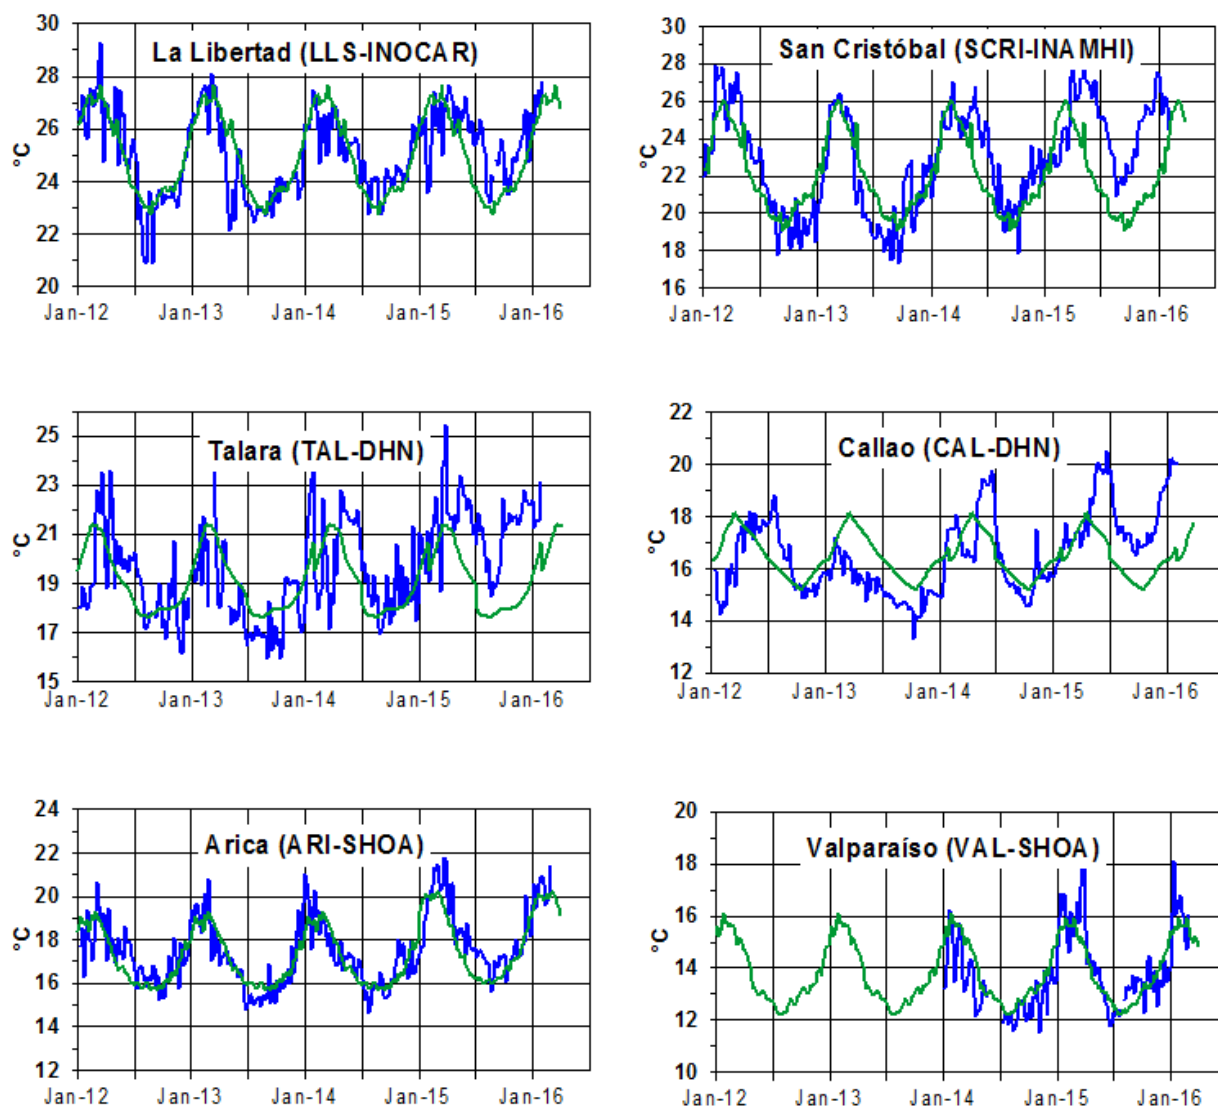 La Libertad (LLS-INOCAR)
°C
30
28
26
24
22
20
Jan-12 Jan-13 Jan-14 Jan-15 Jan-16
San Cristóbal (SCRI-INAMHI)
°C
30
28
26
24
22
20
18
16
Jan-12 Jan-13 Jan-14 Jan-15 Jan-16
Talara (TAL-DHN)
°C
25
23
21
19
17
15
Jan-12 Jan-13 Jan-14 Jan-15 Jan-16
Callao (CAL-DHN)
°C
22
20
18
16
14
12
Jan-12 Jan-13 Jan-14 Jan-15 Jan-16
Arica (ARI-SHOA)
°C
24
22
20
18
16
14
12
Jan-12 Jan-13 Jan-14 Jan-15 Jan-16
Valparaíso (VAL-SHOA)
°C
20
18
16
14
12
10
Jan-12 Jan-13 Jan-14 Jan-15 Jan-16